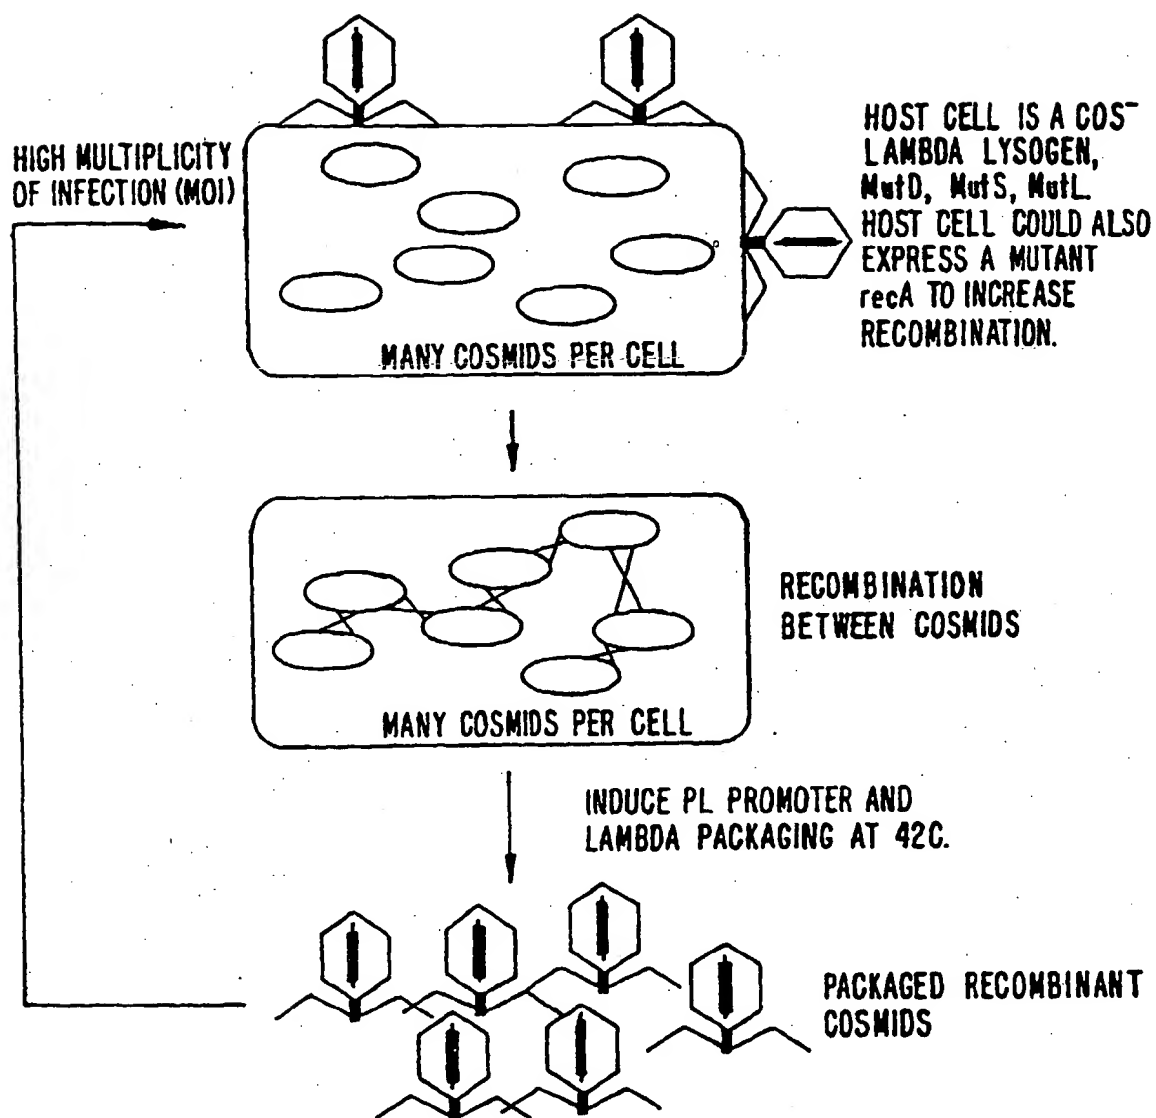 HIGH MULTIPLICITY
OF INFECTION (MOI)
HOST CELL IS A COS⁻
LAMBDA LYSOGEN,
MutD, MutS, MutL.
HOST CELL COULD ALSO
EXPRESS A MUTANT
recA TO INCREASE
RECOMBINATION.
MANY COSMIDS PER CELL
RECOMBINATION
BETWEEN COSMIDS
MANY COSMIDS PER CELL
INDUCE PL PROMOTER AND
LAMBDA PACKAGING AT 42C.
PACKAGED RECOMBINANT
COSMIDS